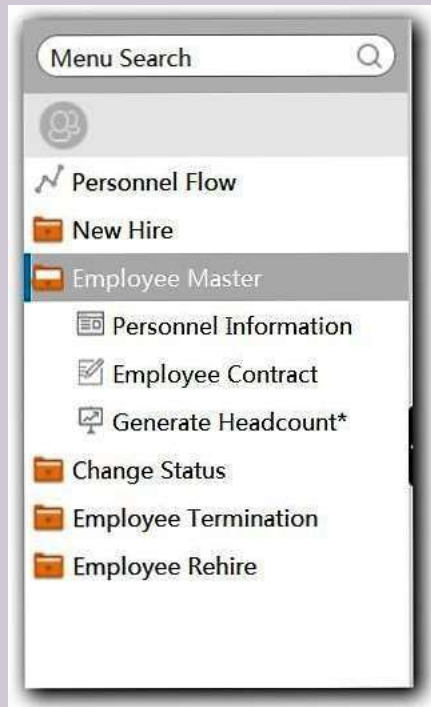 Menu Search
Personnel Flow
New Hire
Employee Master
Personnel Information
Employee Contract
Generate Headcount*
Change Status
Employee Termination
Employee Rehire